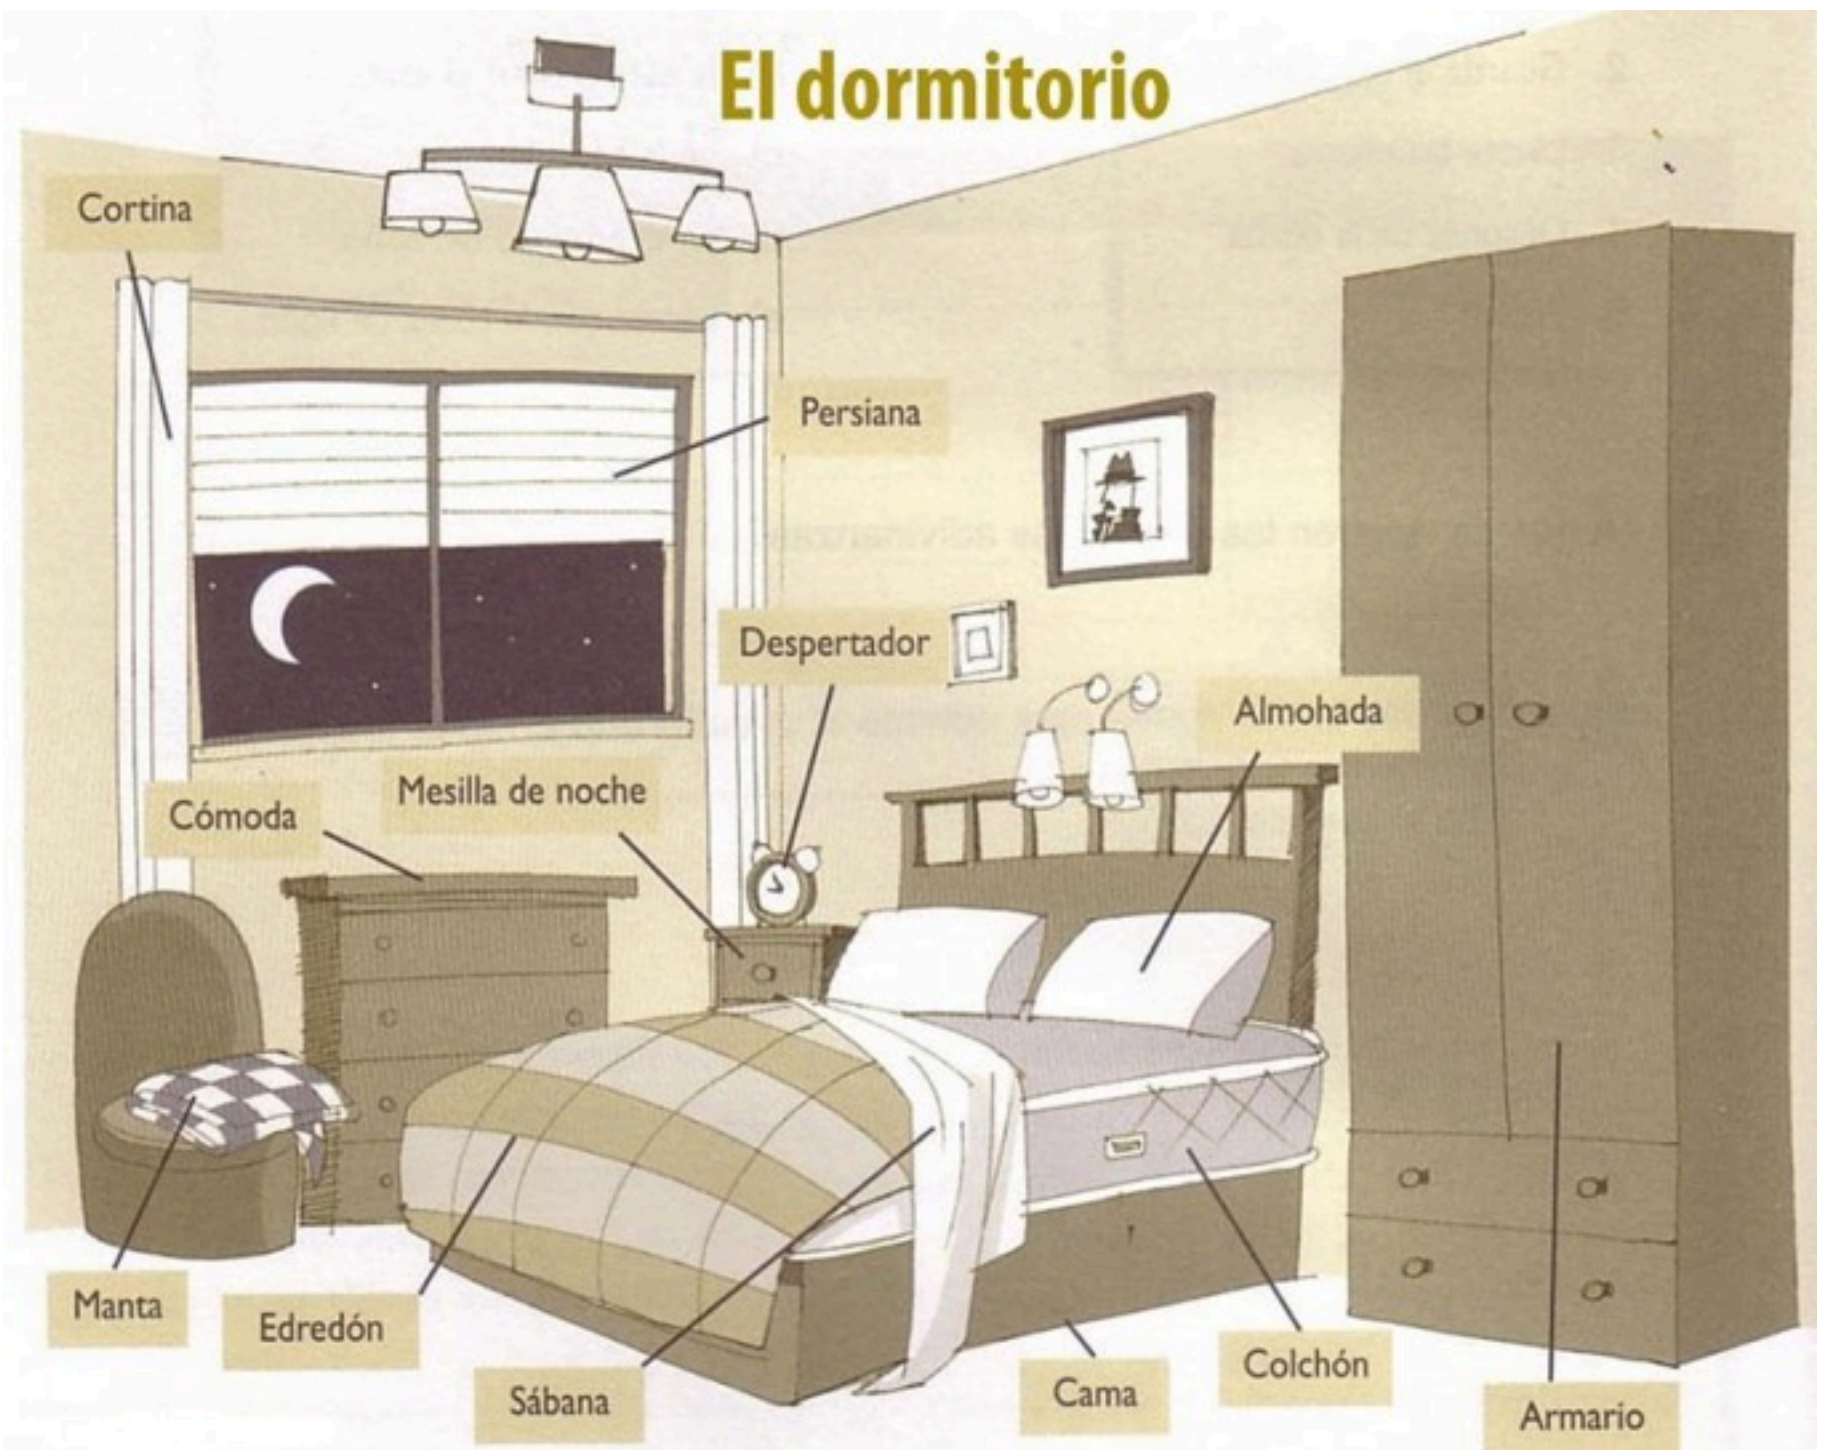 El dormitorio
Cortina
Persiana
Despertador
Almohada
Mesilla de noche
Cómoda
Manta
Edredón
Sábana
Cama
Colchón
Armario